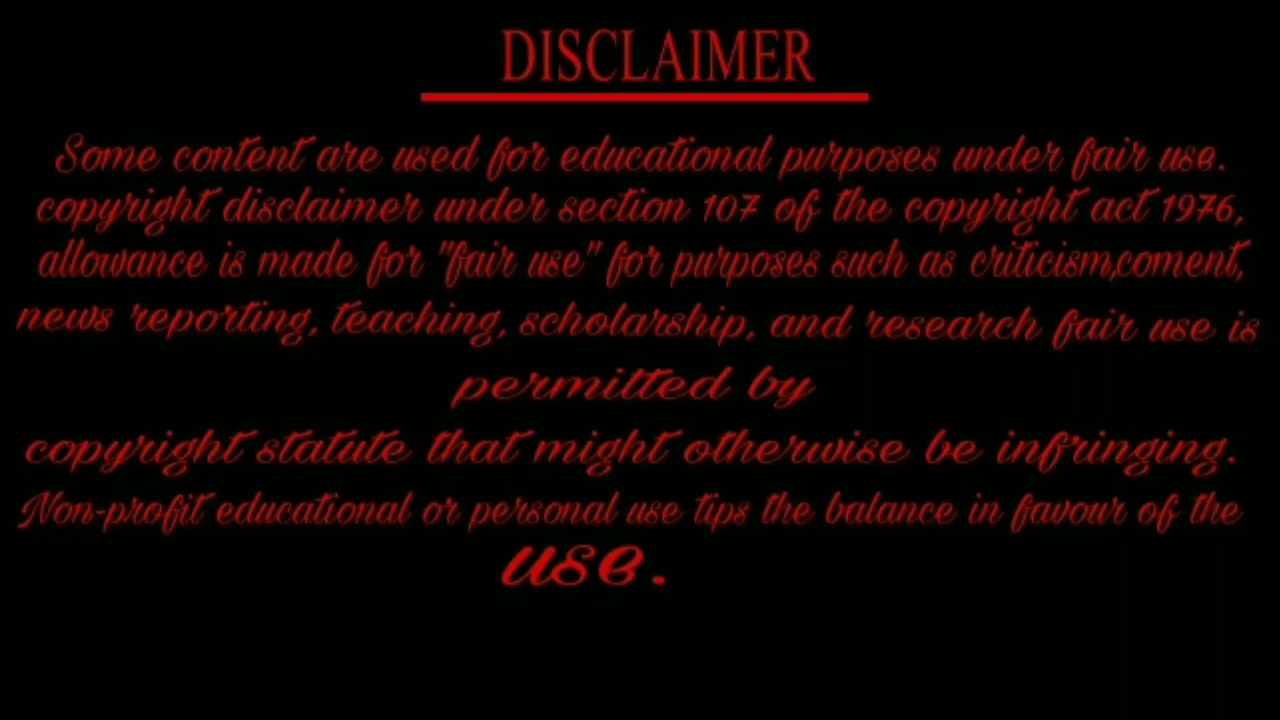 DISCLAIMER
Some content are used for educational purposes under fair use.
copyright disclaimer under section 107 of the copyright act 1976,
allowance is made for "fair use" for purposes such as criticism,coment,
news reporting, teaching, scholarship, and research fair use is
permitted by
copyright statute that might otherwise be infringing.
Non-profit educational or personal use tips the balance in favour of the
use.